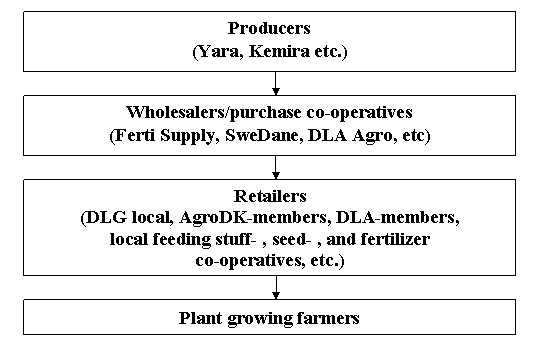 Producers
(Yara, Kemira etc.)
Wholesalers/purchase co-operatives
(Ferti Supply, SweDane, DLA Agro, etc)
Retailers
(DLG local, AgroDK-members, DLA-members,
local feeding stuff- , seed- , and fertilizer
co-operatives, etc.)
Plant growing farmers